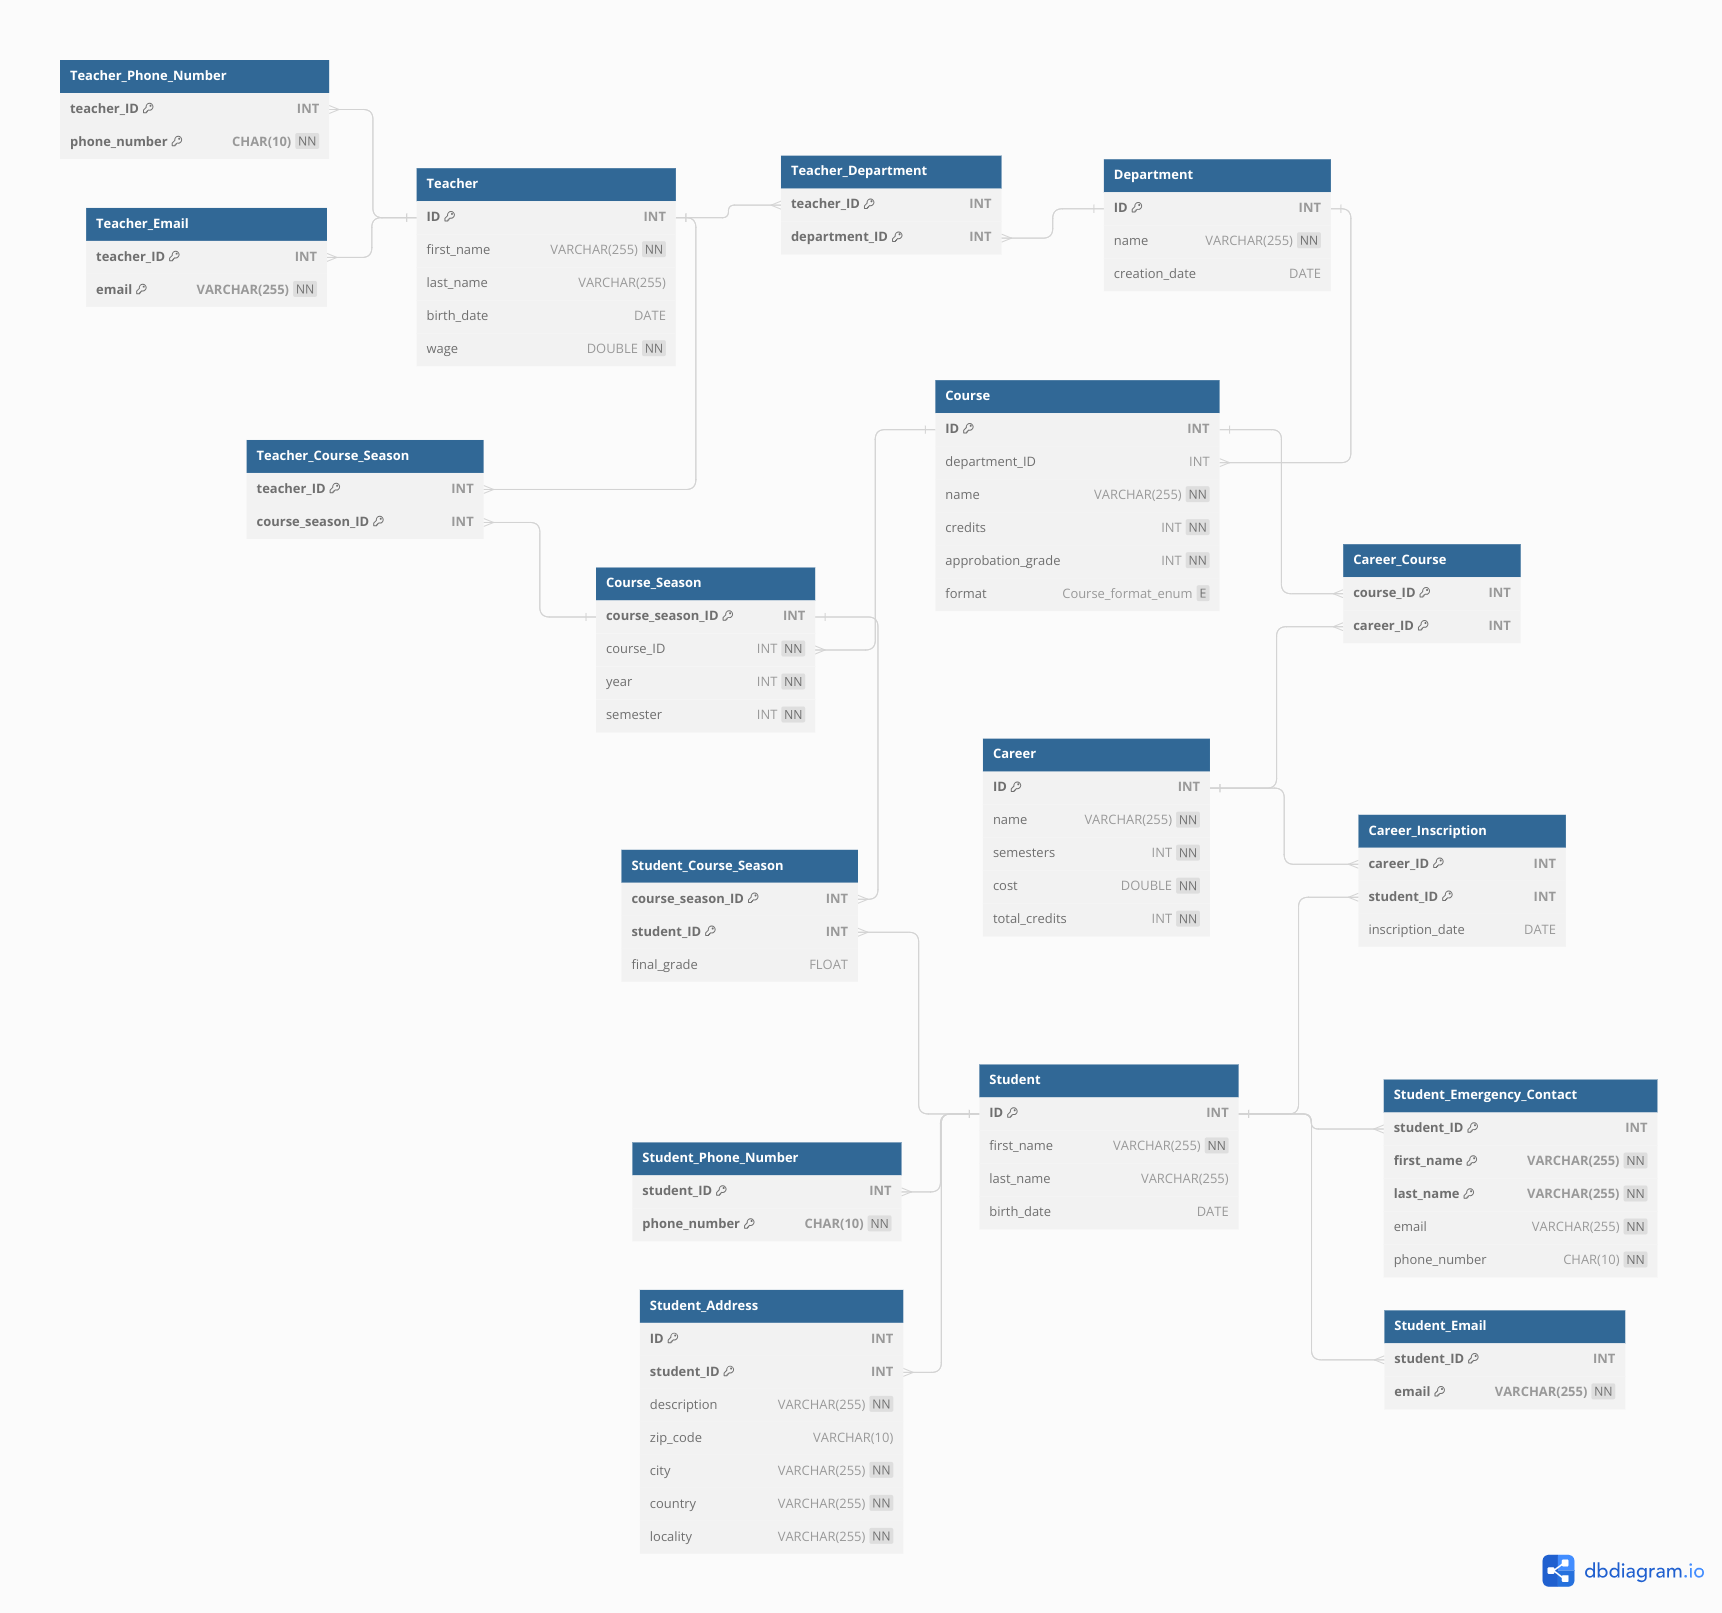 Teacher_Phone_Number
teacher_ID INT
phone_number CHAR(10) NN
Teacher_Email
teacher_ID INT
email VARCHAR(255) NN
Teacher
ID INT
first_name VARCHAR(255) NN
last_name VARCHAR(255)
birth_date DATE
wage DOUBLE NN
Teacher_Department
teacher_ID INT
department_ID INT
Department
ID INT
name VARCHAR(255) NN
creation_date DATE
Teacher_Course_Season
teacher_ID INT
course_season_ID INT
Course
ID INT
department_ID INT
name VARCHAR(255) NN
credits INT NN
approbation_grade INT NN
format Course_format_enum E
Course_Season
course_season_ID INT
course_ID INT NN
year INT NN
semester INT NN
Career_Course
course_ID INT
career_ID INT
Career
ID INT
name VARCHAR(255) NN
semesters INT NN
cost DOUBLE NN
total_credits INT NN
Career_Inscription
career_ID INT
student_ID INT
inscription_date DATE
Student_Course_Season
course_season_ID INT
student_ID INT
final_grade FLOAT
Student
ID INT
first_name VARCHAR(255) NN
last_name VARCHAR(255)
birth_date DATE
Student_Emergency_Contact
student_ID INT
first_name VARCHAR(255) NN
last_name VARCHAR(255) NN
email VARCHAR(255) NN
phone_number CHAR(10) NN
Student_Phone_Number
student_ID INT
phone_number CHAR(10) NN
Student_Address
ID INT
student_ID INT
description VARCHAR(255) NN
zip_code VARCHAR(10)
city VARCHAR(255) NN
country VARCHAR(255) NN
locality VARCHAR(255) NN
Student_Email
student_ID INT
email VARCHAR(255) NN
dbdiagram.io